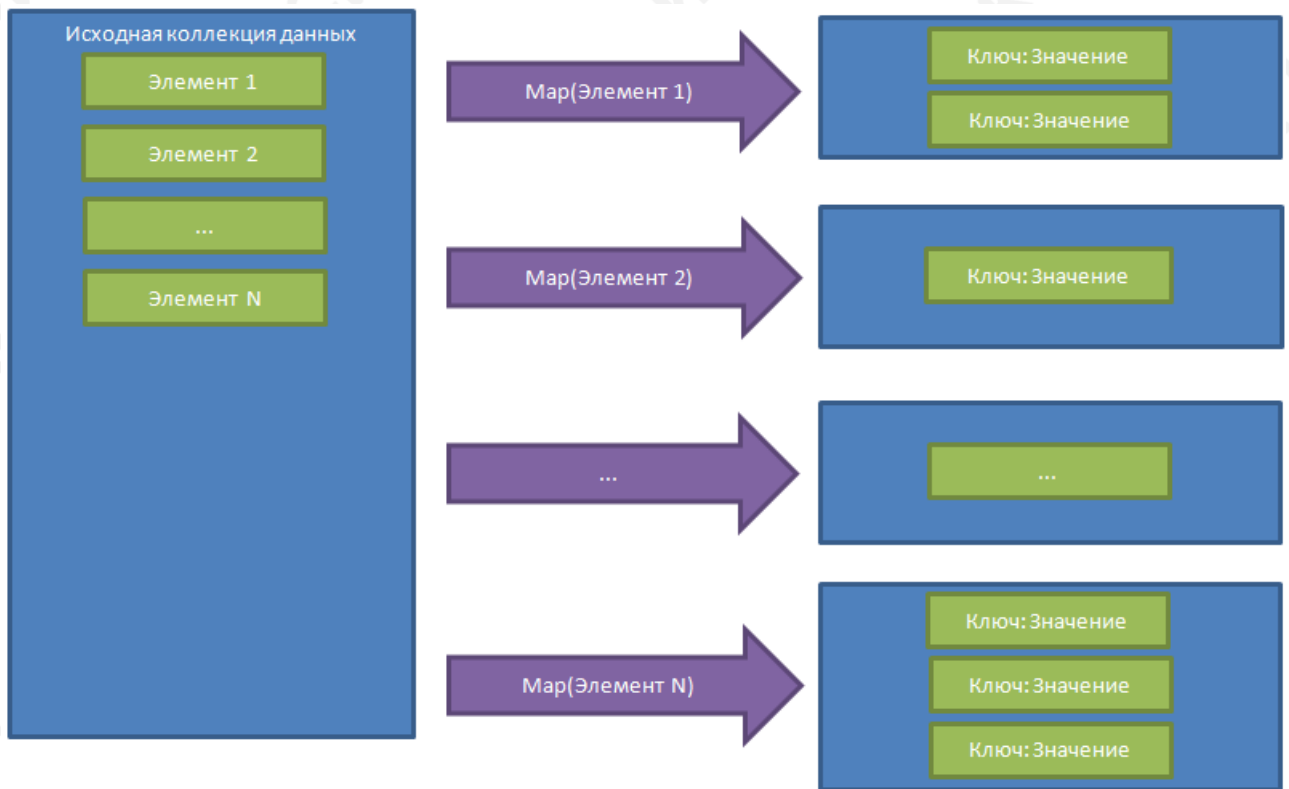 Исходная коллекция данных
Элемент 1
Элемент 2
...
Элемент N
Map(Элемент 1)
Ключ: Значение
Ключ: Значение
Map(Элемент 2)
Ключ: Значение
...
...
Map(Элемент N)
Ключ: Значение
Ключ: Значение
Ключ: Значение